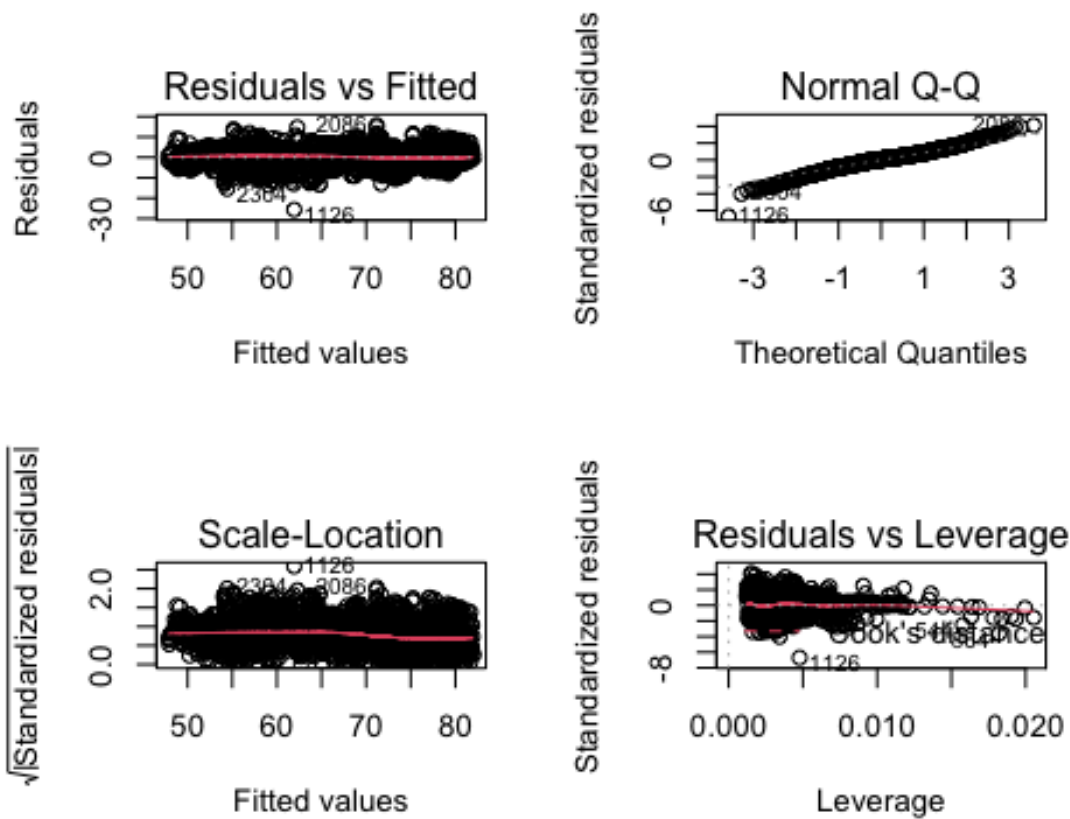 Residuals vs Fitted
Residuals
0
-30
2086
2304
1126
50 60 70 80
Fitted values
Normal Q-Q
Standardized residuals
0
-6
1126
-3 -1 1 3
Theoretical Quantiles
Scale-Location
√|Standardized residuals|
2.0
0.0
1126
2304
2086
50 60 70 80
Fitted values
Residuals vs Leverage
Standardized residuals
0
-8
Cook's distance
1126
0.000 0.010 0.020
Leverage